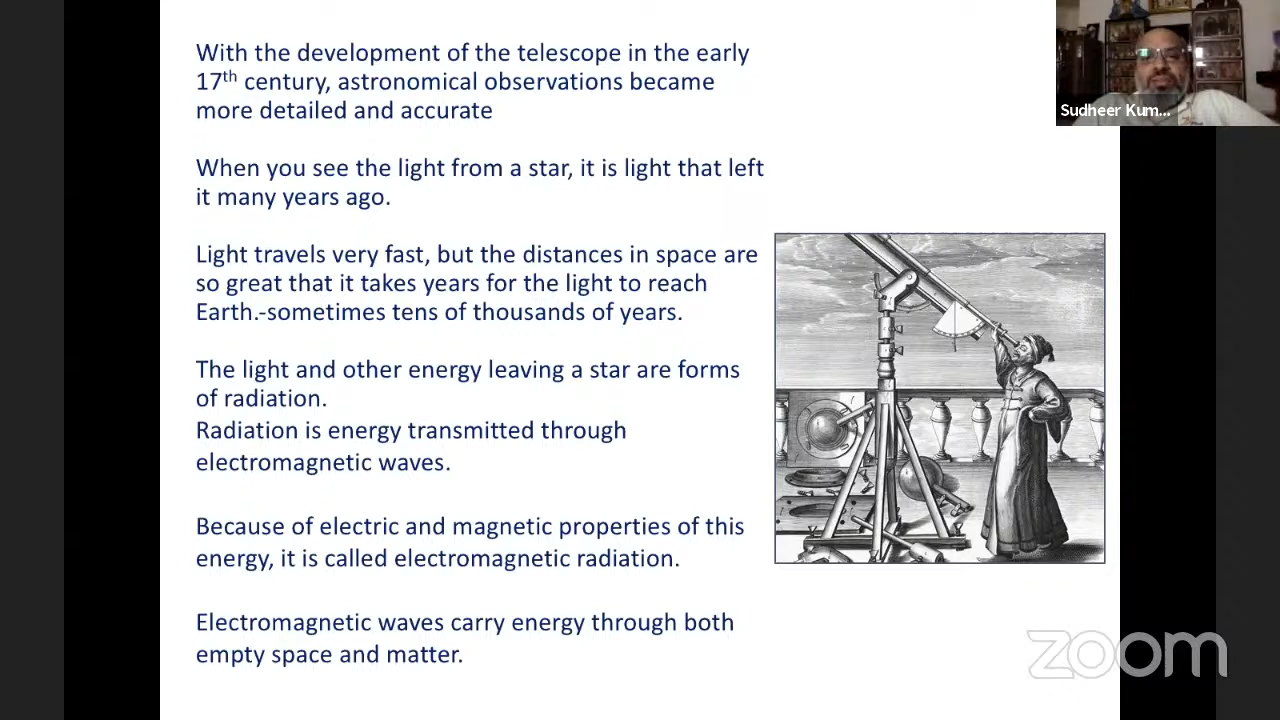 With the development of the telescope in the early
17th century, astronomical observations became
more detailed and accurate
When you see the light from a star, it is light that left
it many years ago.
Light travels very fast, but the distances in space are
so great that it takes years for the light to reach
Earth.-sometimes tens of thousands of years.
The light and other energy leaving a star are forms
of radiation.
Radiation is energy transmitted through
electromagnetic waves.
Because of electric and magnetic properties of this
energy, it is called electromagnetic radiation.
Electromagnetic waves carry energy through both
empty space and matter.
Sudheer Kum...
zoom